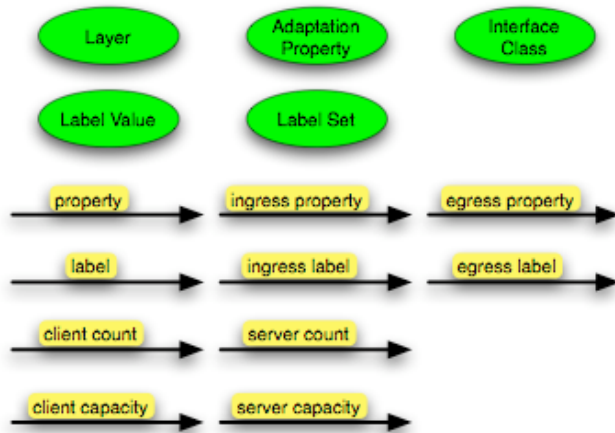 Layer
Adaptation
Property
Interface
Class
Label Value
Label Set
property
ingress property
egress property
label
ingress label
egress label
client count
server count
client capacity
server capacity